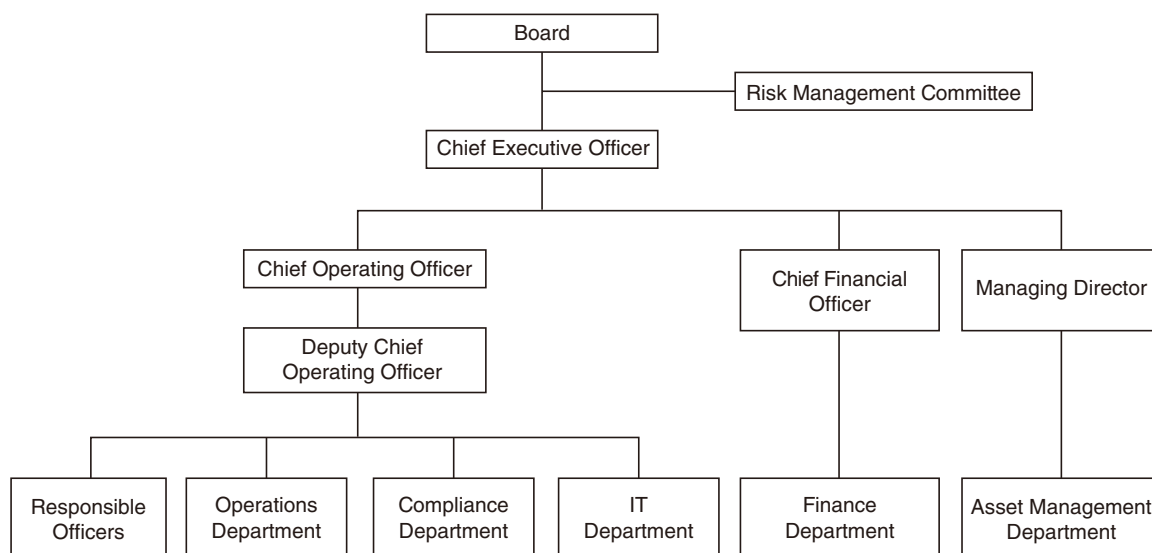 Board
Risk Management Committee
Chief Executive Officer
Chief Operating Officer
Chief Financial
Officer
Managing Director
Deputy Chief
Operating Officer
Responsible
Officers
Operations
Department
Compliance
Department
IT
Department
Finance
Department
Asset Management
Department